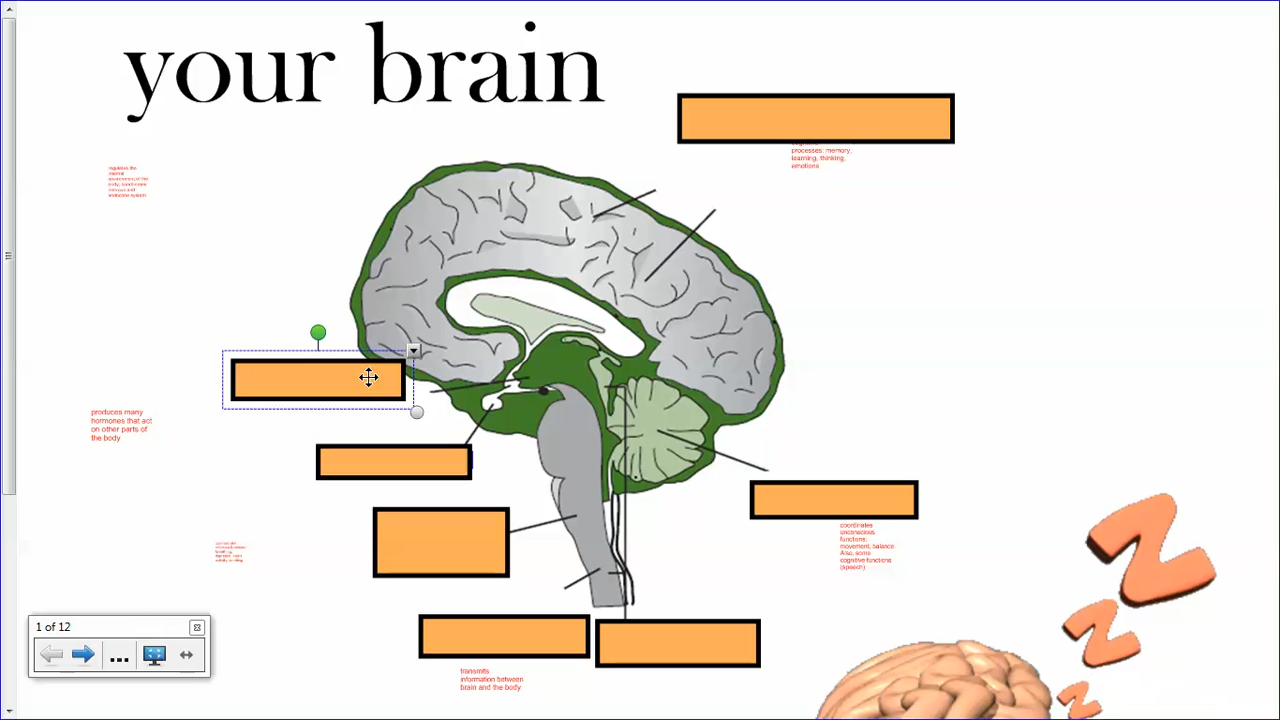 your brain
processes: memory,
learning, thinking,
emotions
regulates the
internal
environment of the
body, coordinates
nervous and
endocrine system
produces many
hormones that act
on other parts of
the body
coordinates
unconscious
functions:
movement, balance
Also, some
cognitive functions
(speech)
transmits
information between
brain and the body
1 of 12
...
Z
Z
Z